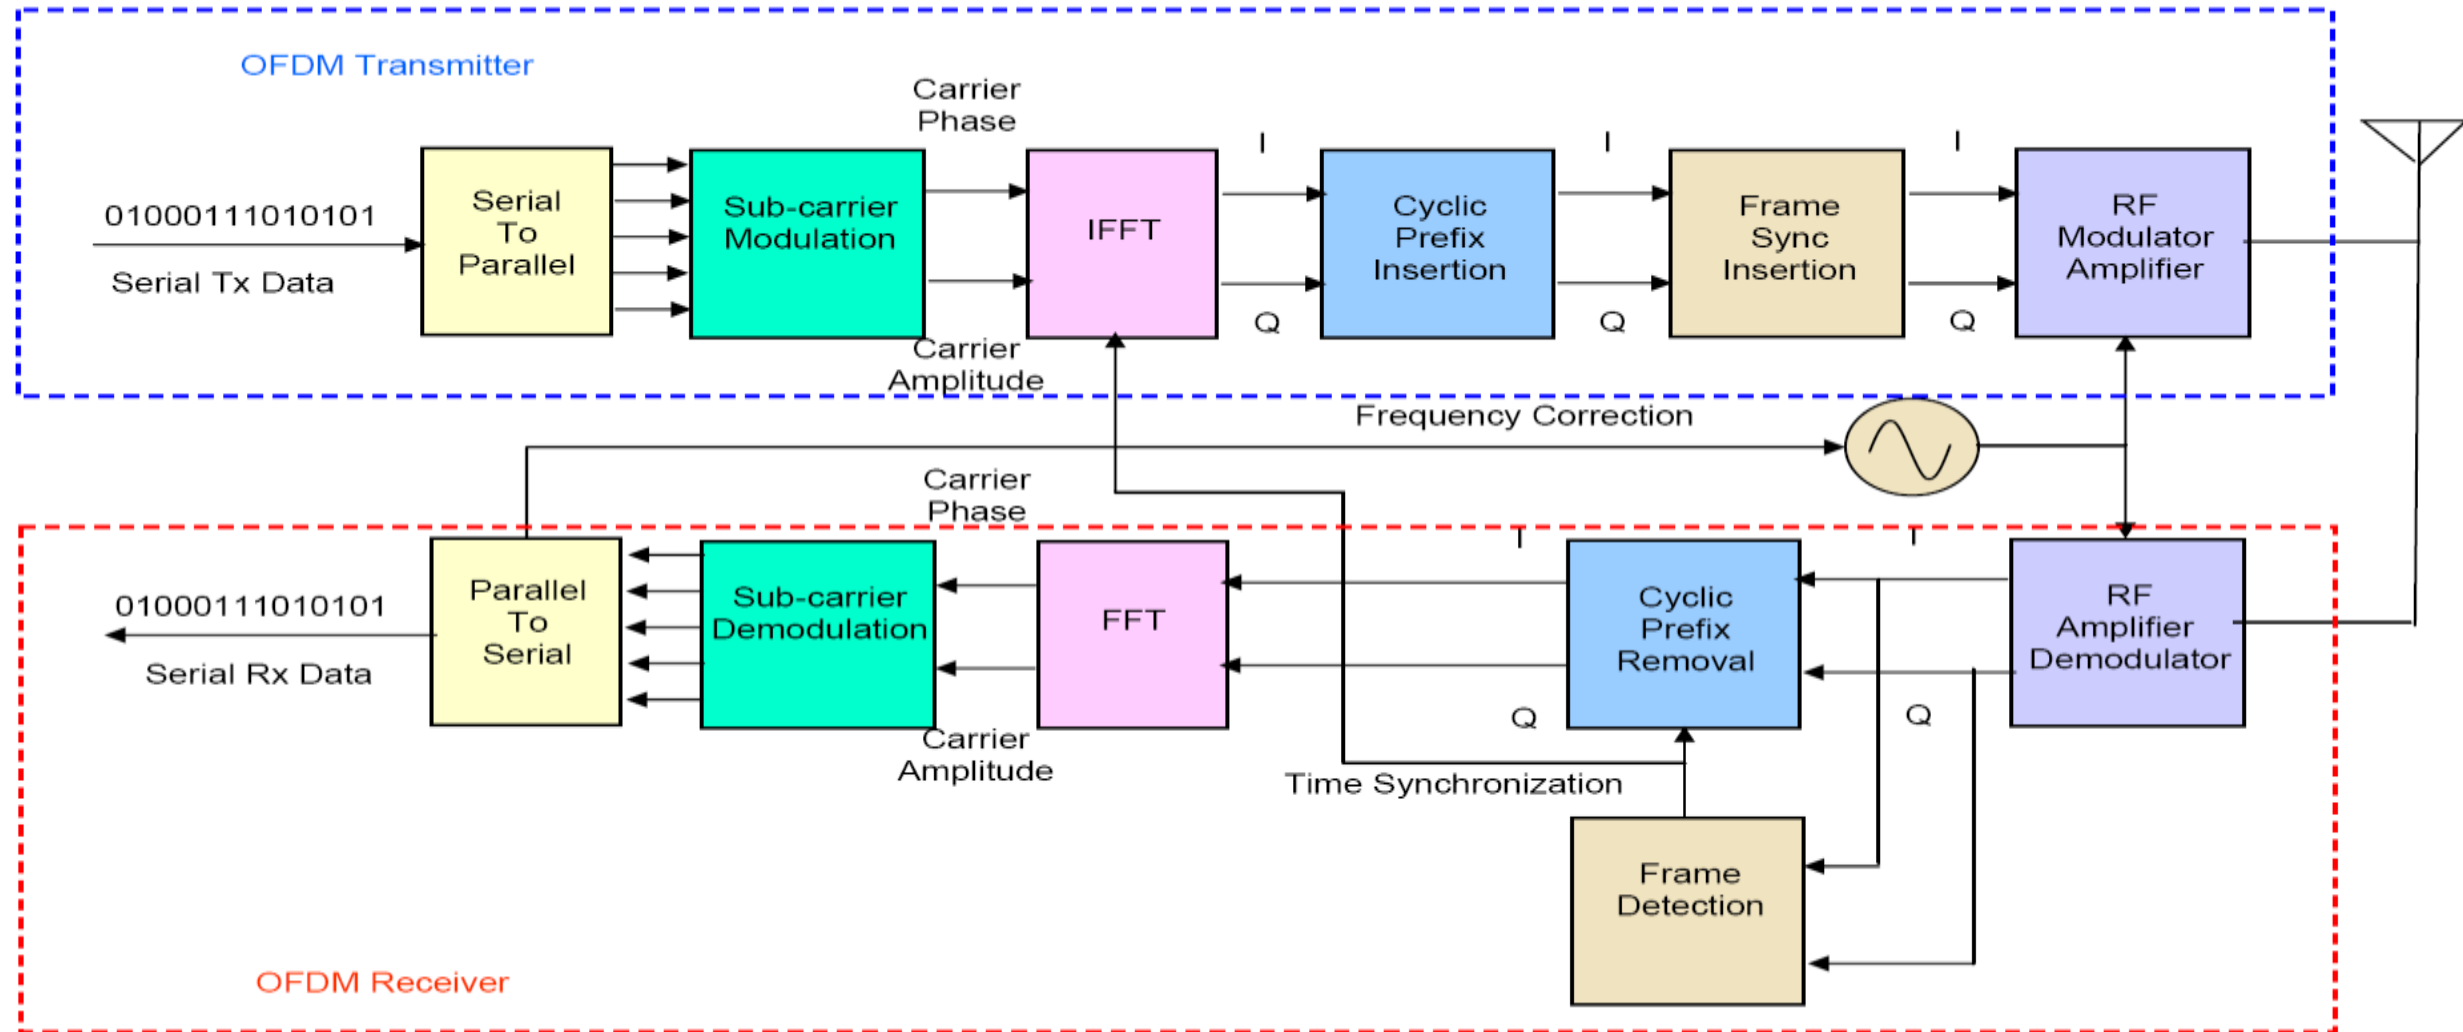 OFDM Transmitter
Carrier
Phase
01000111010101
Serial Tx Data
Serial
To
Parallel
Sub-carrier
Modulation
Carrier
Amplitude
IFFT
I
Q
Cyclic
Prefix
Insertion
I
Q
Frame
Sync
Insertion
I
Q
RF
Modulator
Amplifier
Frequency Correction
Carrier
Phase
01000111010101
Serial Rx Data
Parallel
To
Serial
Sub-carrier
Demodulation
Carrier
Amplitude
FFT
I
Q
Cyclic
Prefix
Removal
I
Q
RF
Amplifier
Demodulator
Time Synchronization
Frame
Detection
OFDM Receiver